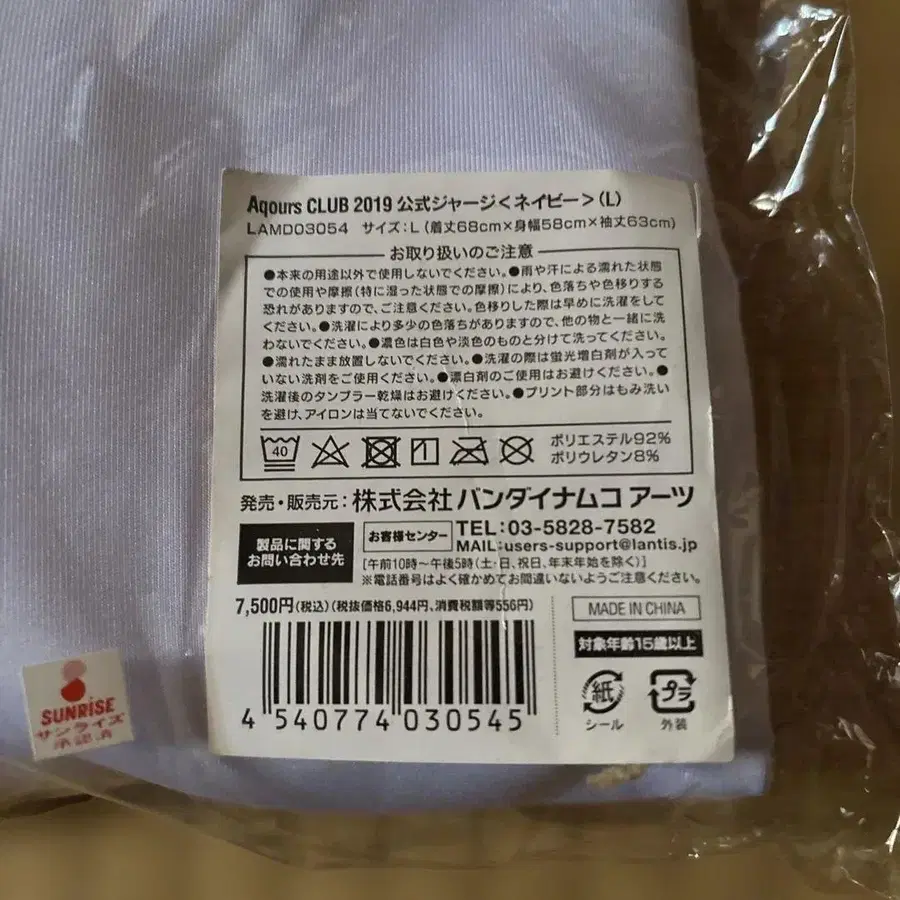 Aqours CLUB 2019 公式ジャージ<ネイビー>(L)
LAMD03054 サイズ:L(着丈68cm×身幅58cm×袖丈63cm)
お取り扱いのご注意
●本来の用途以外で使用しないでください。●雨や汗による濡れた状態
での使用や摩擦(特に湿った状態での摩擦)により、色落ちや色移りする
恐れがありますので、ご注意ください。色移りした際は早めに洗濯をして
ください。●洗濯により多少の色落ちがありますので、他の物と一緒に洗
わないでください。●濃色は白色や淡色のものと分けて洗ってください。
●濡れたまま放置しないでください。●洗濯の際は蛍光増白剤が入って
いない洗剤をご使用ください。●漂白剤のご使用はお避けください。●
洗濯後のタンブラー乾燥はお避けください。●プリント部分はもみ洗い
を避け、アイロンは当てないでください。
40
ポリエステル92%
ポリウレタン8%
発売・販売元:株式会社バンダイナムコアーツ
製品に関する
お問い合わせ先
お客様センター
TEL:03-5828-7582
MAIL:users-support@lantis.jp
[午前10時~午後5時(土・日、祝日、年末年始を除く)]
※電話番号はよく確かめてお間違いないようご注意ください。
7,500円(税込)(税抜価格6,944円、消費税額等556円)
MADE IN CHINA
対象年齢15歳以上
4 540774 030545
紙
シール
プラ
外装
SUNRISE
サンライズ
承認済